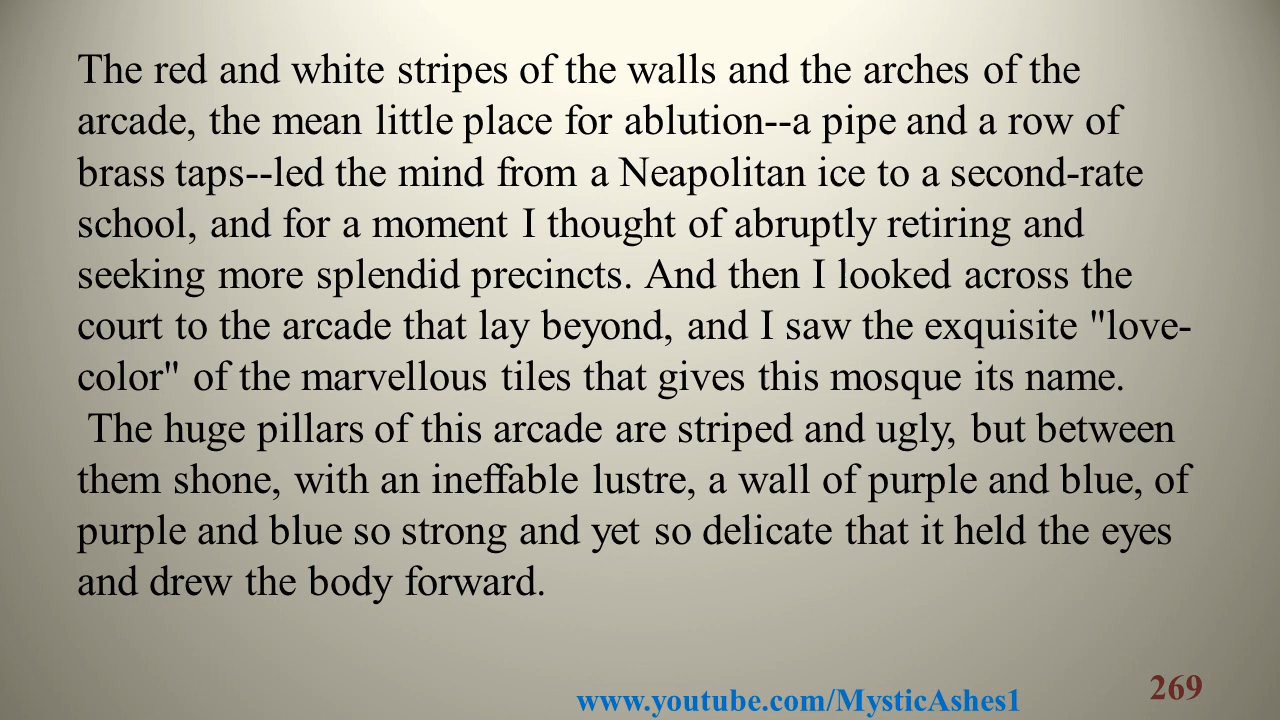 The red and white stripes of the walls and the arches of the
arcade, the mean little place for ablution--a pipe and a row of
brass taps--led the mind from a Neapolitan ice to a second-rate
school, and for a moment I thought of abruptly retiring and
seeking more splendid precincts. And then I looked across the
court to the arcade that lay beyond, and I saw the exquisite "love-
color" of the marvellous tiles that gives this mosque its name.
The huge pillars of this arcade are striped and ugly, but between
them shone, with an ineffable lustre, a wall of purple and blue, of
purple and blue so strong and yet so delicate that it held the eyes
and drew the body forward.
www.youtube.com/MysticAshes1
269